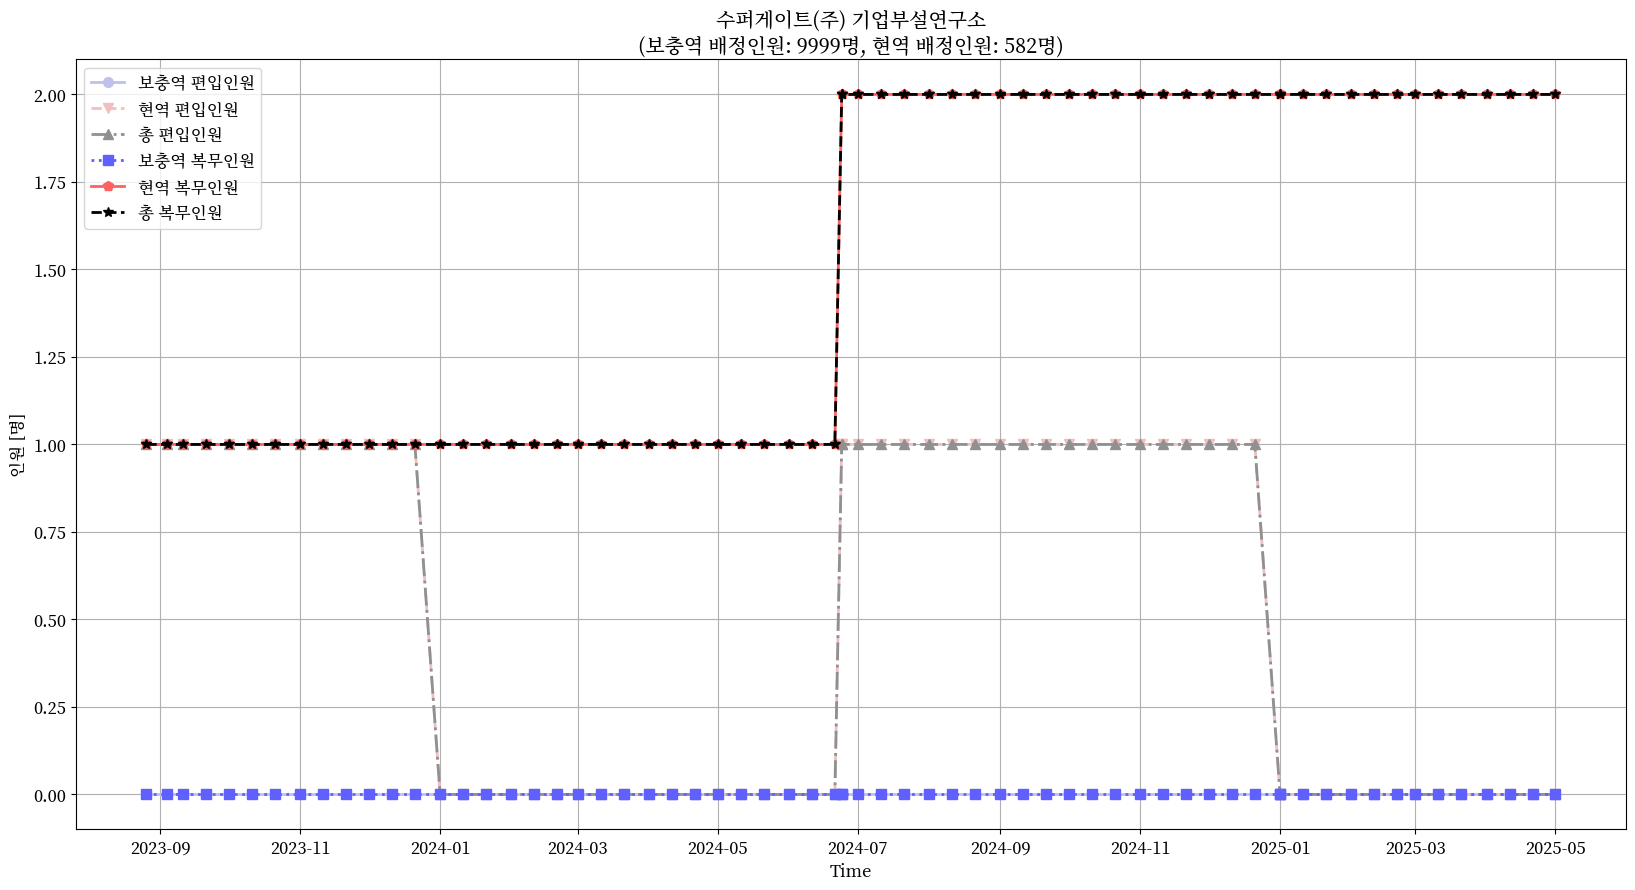 수퍼게이트(주) 기업부설연구소
(보충역 배정인원: 9999명, 현역 배정인원: 582명)
보충역 편입인원
현역 편입인원
총 편입인원
보충역 복무인원
현역 복무인원
총 복무인원
2.00
1.75
1.50
1.25
1.00
0.75
0.50
0.25
0.00
인원 [명]
2023-09 2023-11 2024-01 2024-03 2024-05 2024-07 2024-09 2024-11 2025-01 2025-03 2025-05
Time